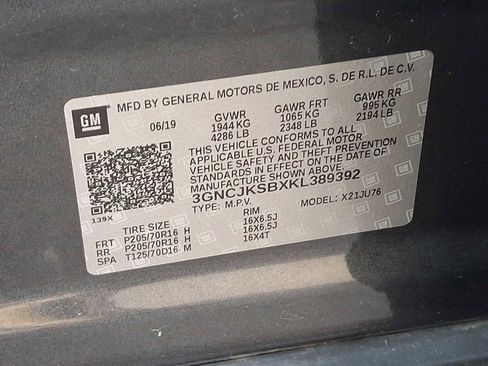 MFD BY GENERAL MOTORS DE MEXICO, S. DE R.L. DE C.V.
GM
06/19 GVWR GAWR FRT GAWR RR
1944 KG 1065 KG 995 KG
4286 LB 2348 LB 2194 LB
THIS VEHICLE CONFORMS TO ALL
APPLICABLE U.S. FEDERAL MOTOR
VEHICLE SAFETY AND THEFT PREVENTION
STANDARDS IN EFFECT ON THE DATE OF
MANUFACTURE SHOWN ABOVE.
3GNCJKSBXKL389392
TYPE: M.P.V. MODEL: X21JU76
139X
TIRE SIZE RIM
FRT P205/70R16 H 16X6.5J
RR P205/70R16 H 16X6.5J
SPA T125/70D16 M 16X4T